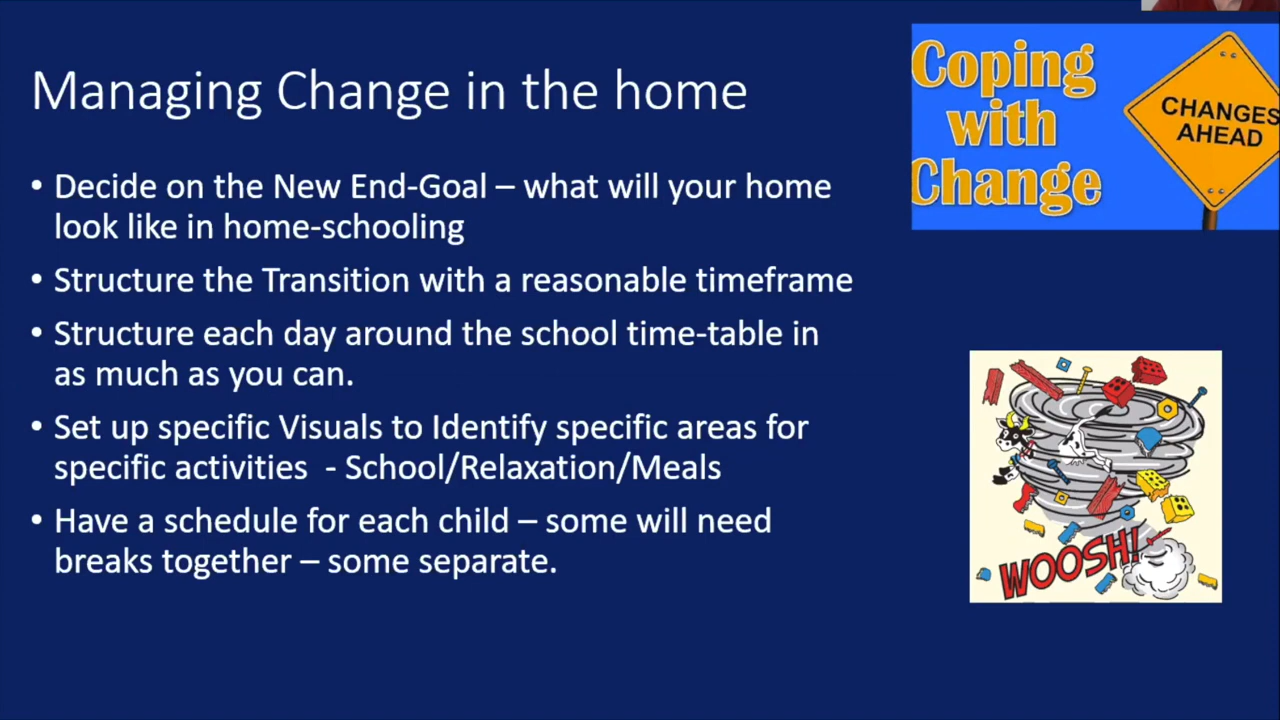 Managing Change in the home
• Decide on the New End-Goal – what will your home
look like in home-schooling
• Structure the Transition with a reasonable timeframe
• Structure each day around the school time-table in
as much as you can.
• Set up specific Visuals to Identify specific areas for
specific activities  - School/Relaxation/Meals
• Have a schedule for each child – some will need
breaks together – some separate.
Coping
with
Change
CHANGES
AHEAD
WOOSH!